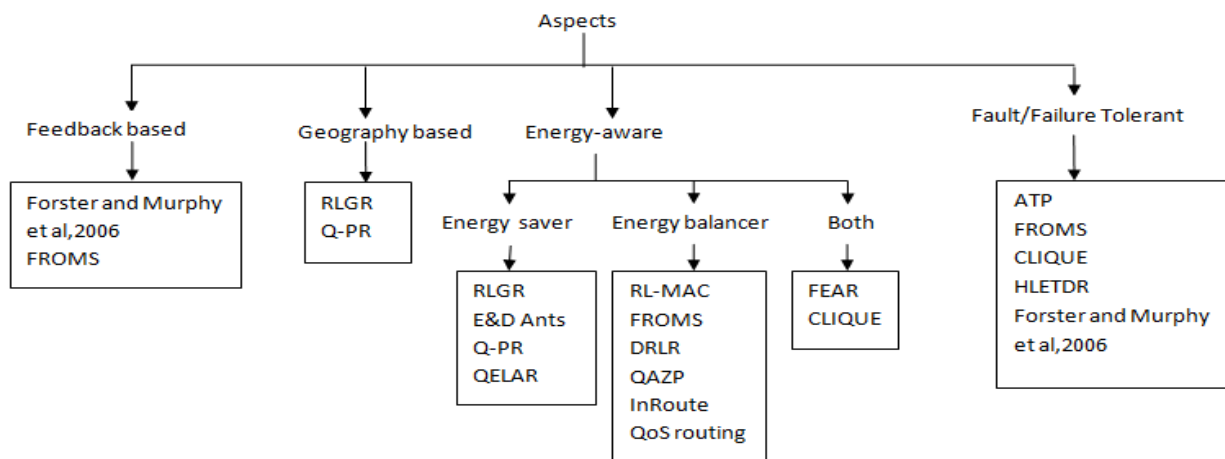 Aspects
Feedback based
Geography based
Energy-aware
Fault/Failure Tolerant
Forster and Murphy
et al,2006
FROMS
RLGR
Q-PR
Energy saver
Energy balancer
Both
RLGR
E&D Ants
Q-PR
QELAR
RL-MAC
FROMS
DRLR
QAZP
InRoute
QoS routing
FEAR
CLIQUE
ATP
FROMS
CLIQUE
HLETDR
Forster and Murphy
et al,2006